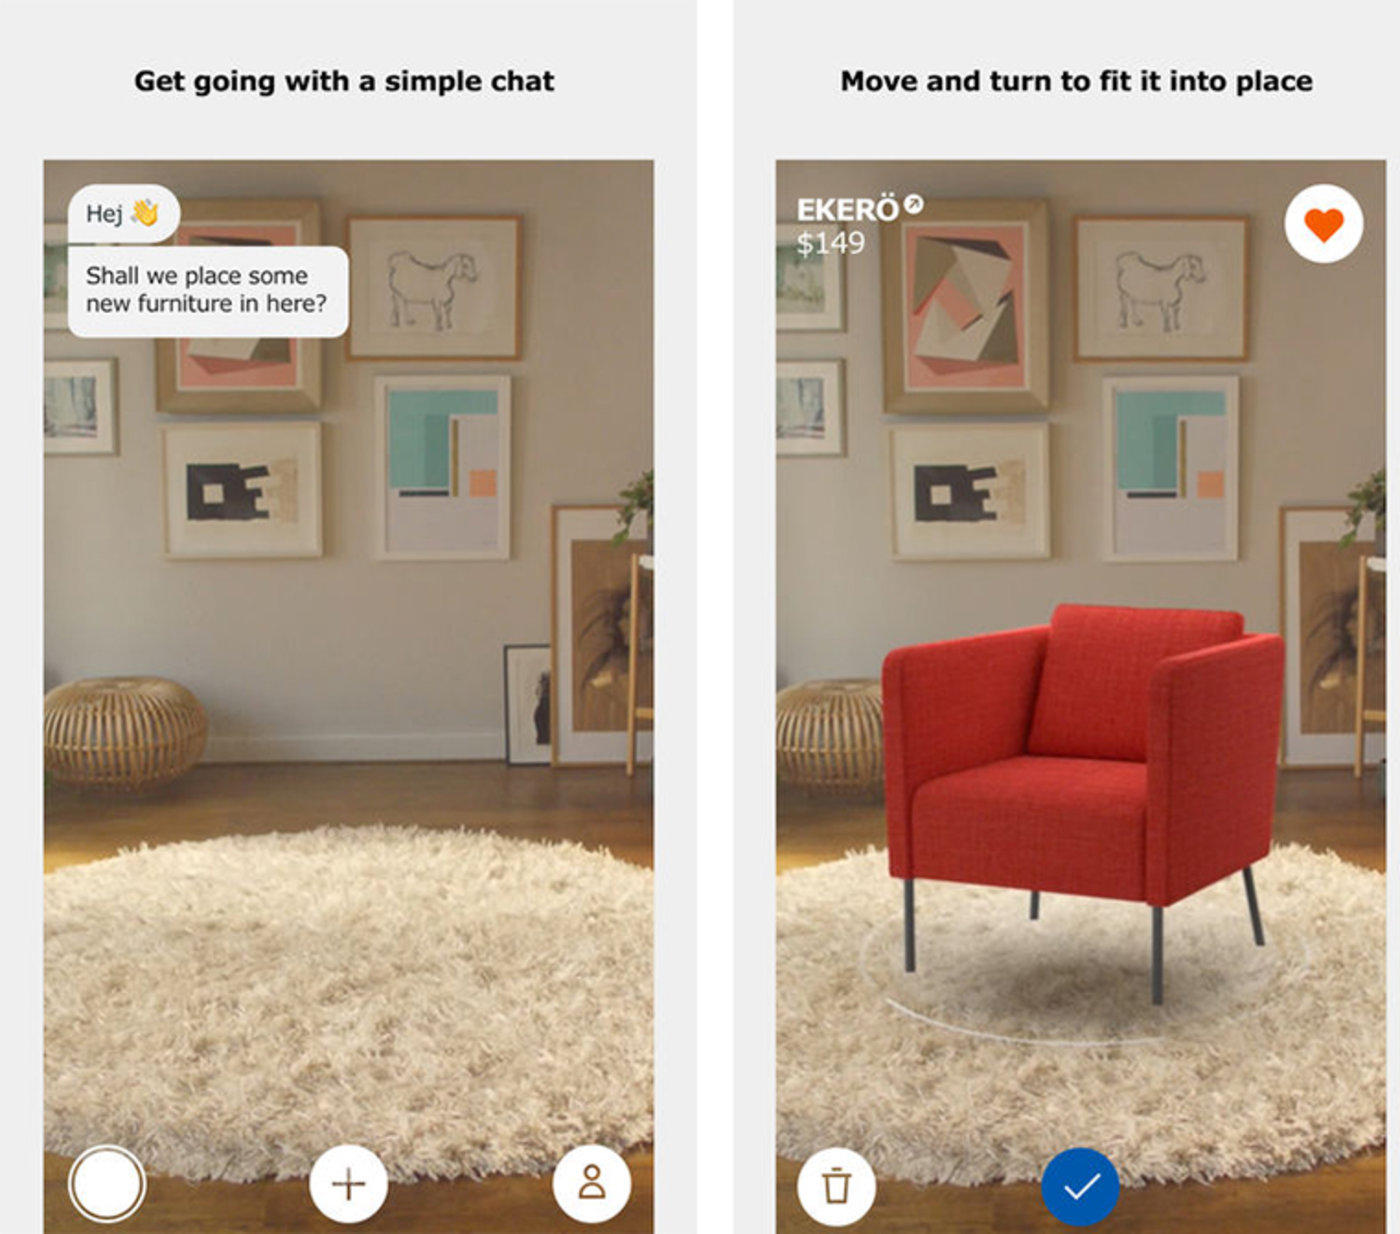 Get going with a simple chat
Hej 👋
Shall we place some
new furniture in here?
Move and turn to fit it into place
EKERÖ
$149